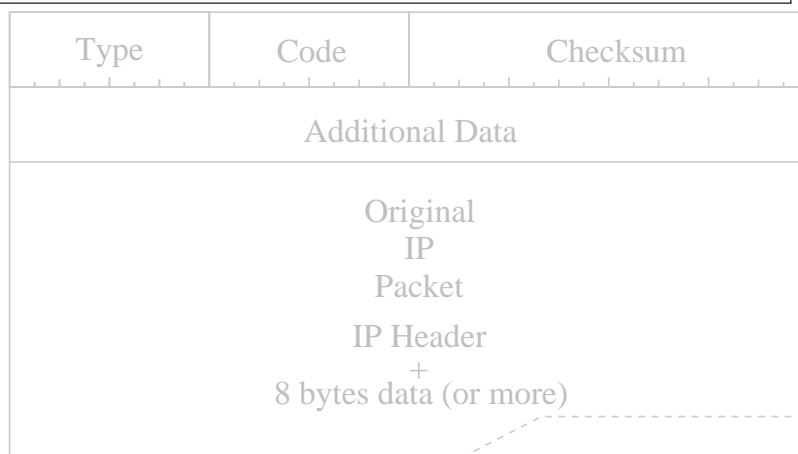 Type Code Checksum
Additional Data
Original
IP
Packet
IP Header
+
8 bytes data (or more)